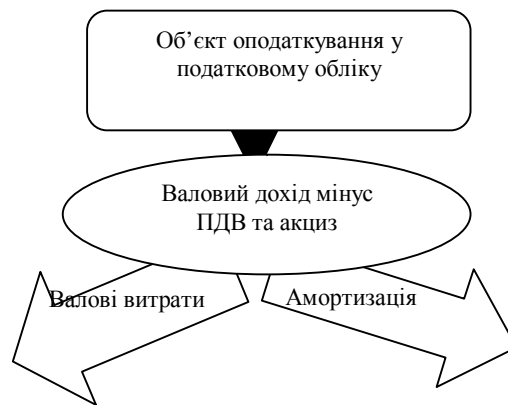 Об’єкт оподаткування у
податковому обліку
Валовий дохід мінус
ПДВ та акциз
Валові витрати
Амортизація